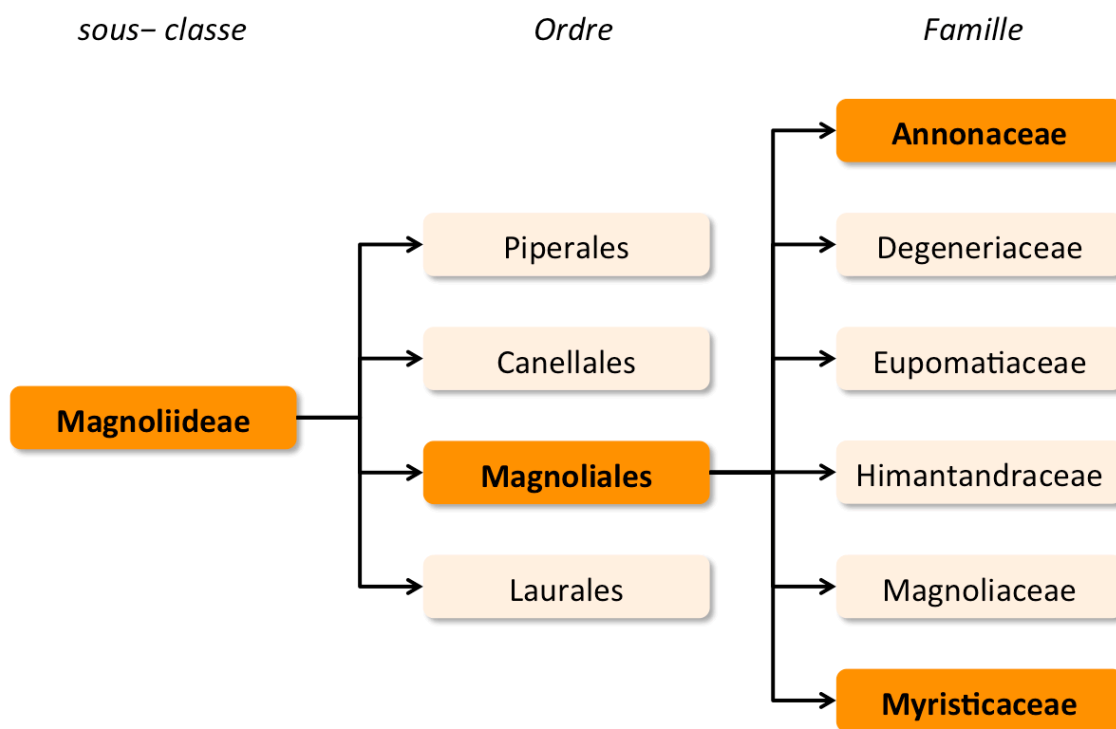 sous− classe
Ordre
Famille
Magnoliideae
Piperales
Canellales
Magnoliales
Laurales
Annonaceae
Degeneriaceae
Eupomatiaceae
Himantandraceae
Magnoliaceae
Myristicaceae